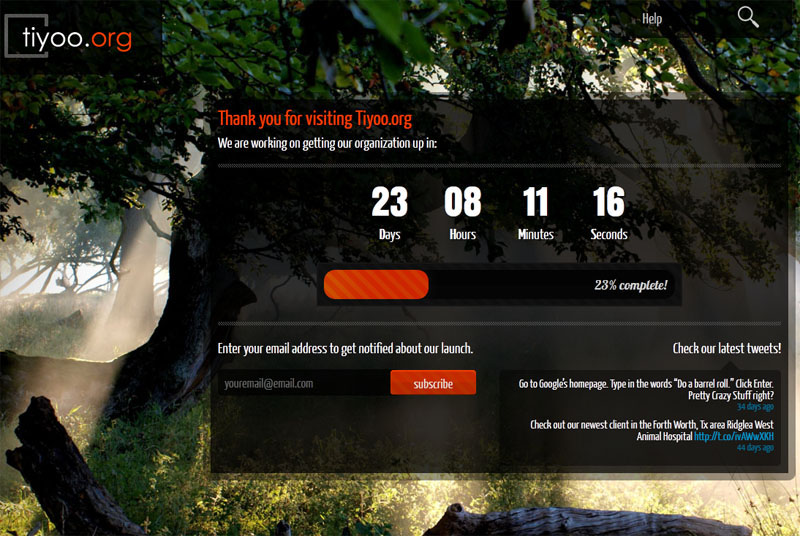 tiyoo.org
Help
Thank you for visiting Tiyoo.org
We are working on getting our organization up in:
23 08 11 16
Days Hours Minutes Seconds
23% complete!
Enter your email address to get notified about our launch.
youremail@email.com subscribe
Check our latest tweets!
Go to Google's homepage. Type in the words "Do a barrel roll." Click Enter.
Pretty Crazy Stuff right?
34 days ago
Check out our newest client in the Forth Worth, Tx area Ridglea West
Animal Hospital http://t.co/ivAWwXKH
44 days ago